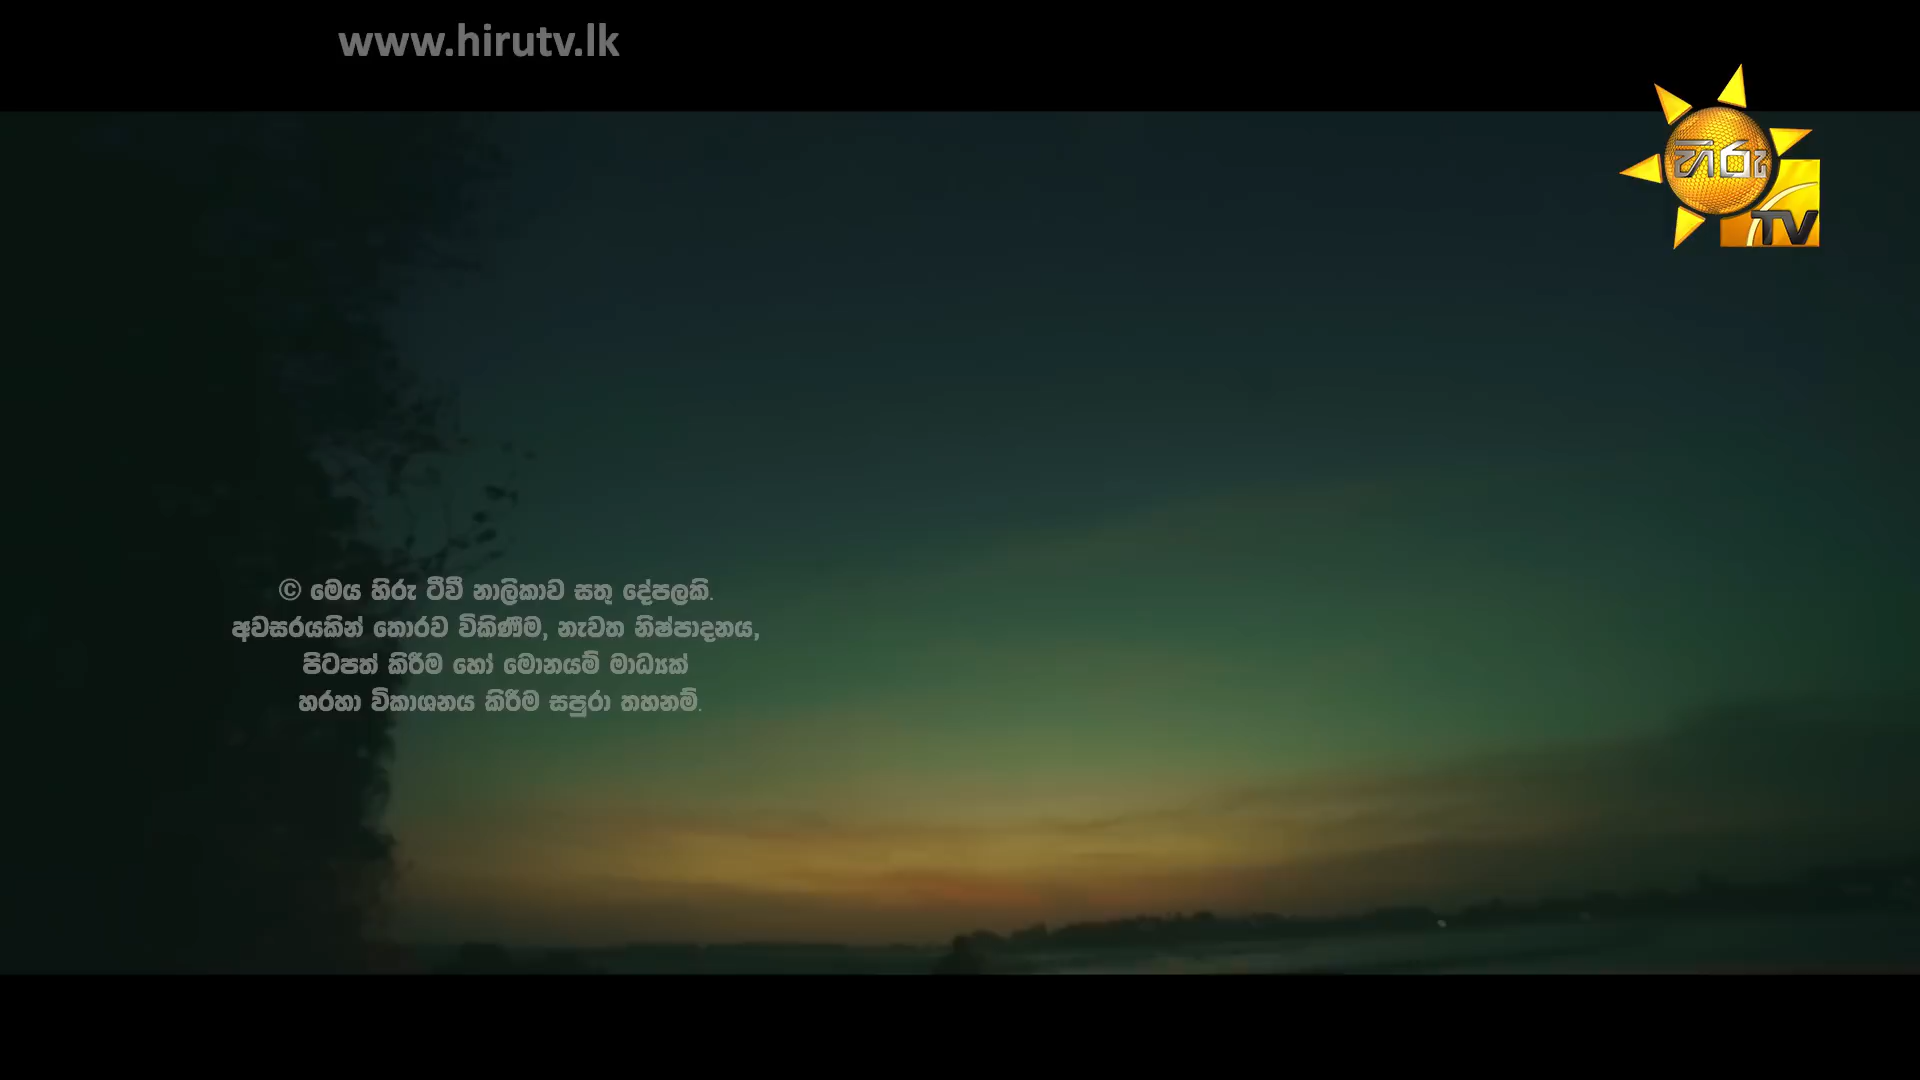 www.hirutv.lk
හිරු
TV
© මෙය හිරු ටීවී නාලිකාව සතු දේපලකි.
අවසරයකින් තොරව විකිණීම, නැවත නිෂ්පාදනය,
පිටපත් කිරීම හෝ මොනයම් මාධ්‍යක්
හරහා විකාශනය කිරීම සපුරා තහනම්.